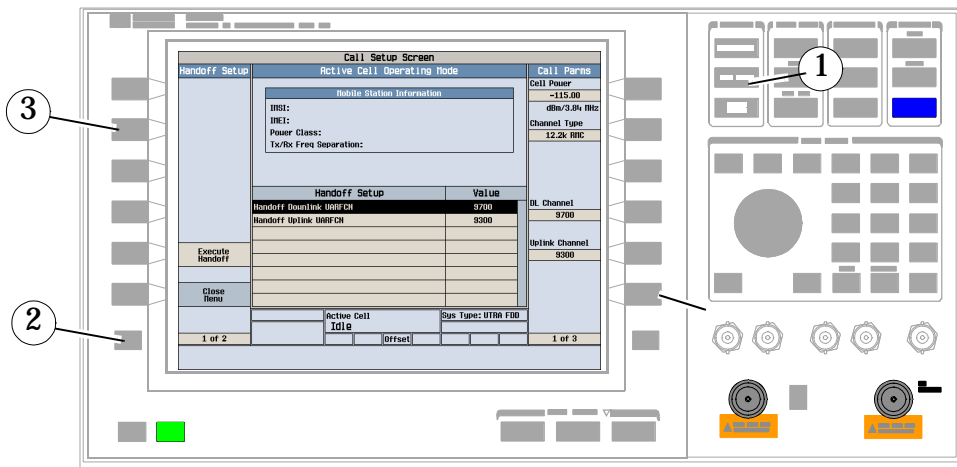 1
3
2
Call Setup Screen
Handoff Setup
Active Cell Operating Mode
Call Parms
Mobile Station Information
IMSI:
IMEI:
Power Class:
Tx/Rx Freq Separation:
Cell Power
-115.00
dBm/3.84 MHz
Channel Type
12.2k RMC
Handoff Setup
Value
Handoff Downlink UARFCN
9700
Handoff Uplink UARFCN
9300
DL Channel
9700
Uplink Channel
9300
Execute
Handoff
Close
Menu
Active Cell
Idle
Sys Type: UTRA FDD
Offset
1 of 2
1 of 3